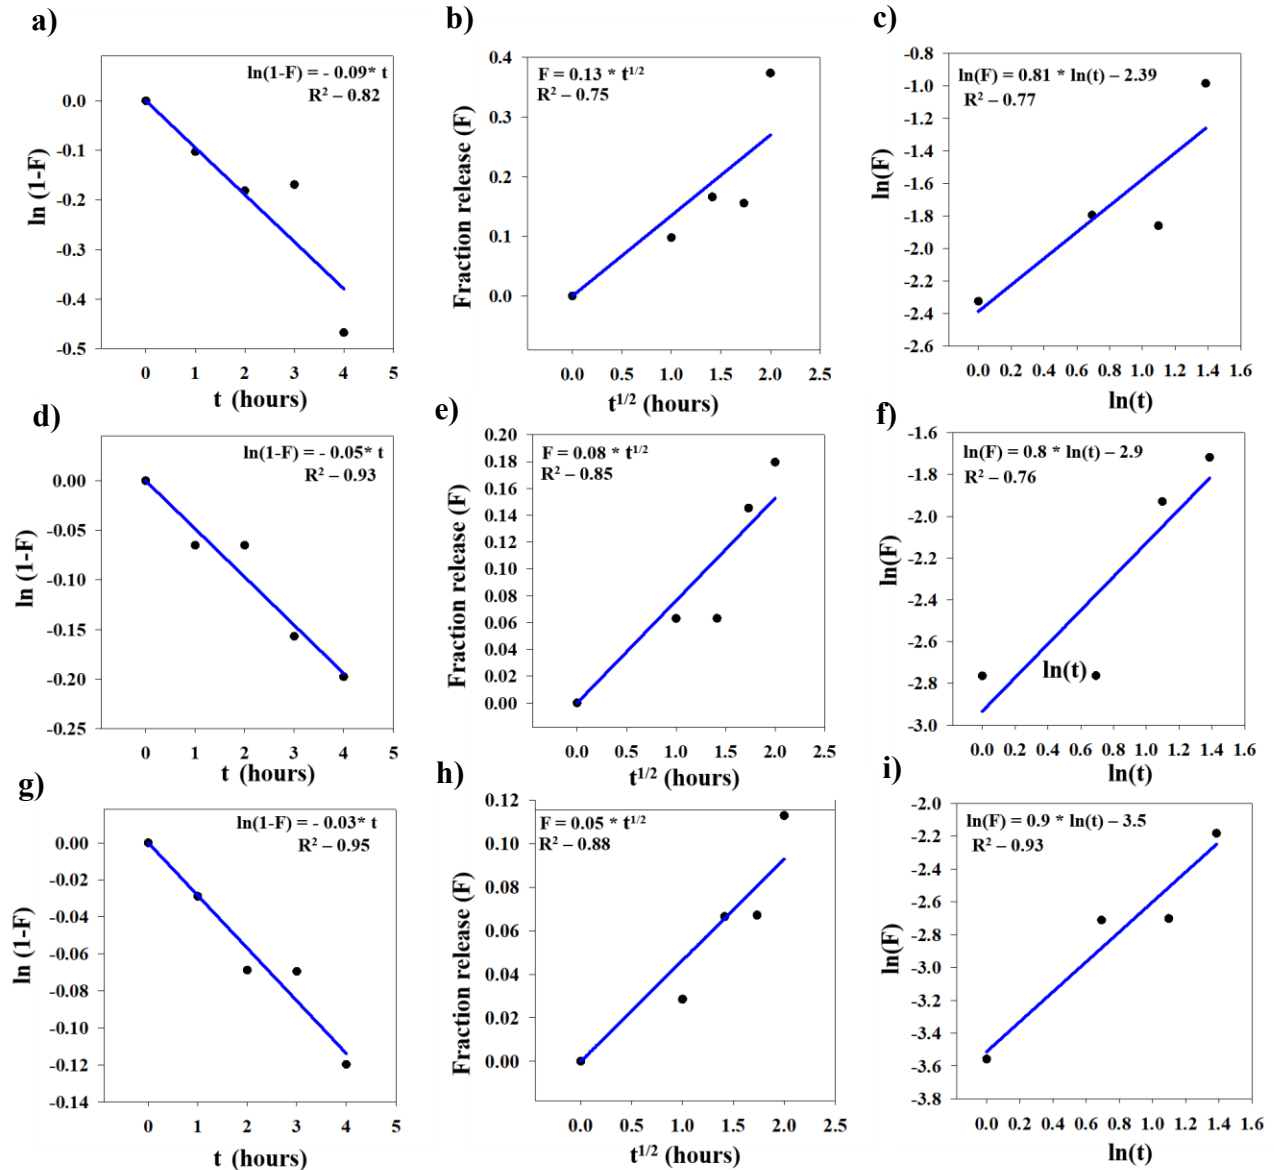 a)
ln(1-F) = - 0.09* t
R² – 0.82
0.0
-0.1
-0.2
-0.3
-0.4
-0.5
ln (1-F)
0 1 2 3 4 5
t (hours)
b)
F = 0.13 * t^1/2
R² – 0.75
0.4
0.3
0.2
0.1
0.0
Fraction release (F)
0.0 0.5 1.0 1.5 2.0 2.5
t^1/2 (hours)
c)
ln(F) = 0.81 * ln(t) – 2.39
R² – 0.77
-0.8
-1.0
-1.2
-1.4
-1.6
-1.8
-2.0
-2.2
-2.4
-2.6
ln(F)
0.0 0.2 0.4 0.6 0.8 1.0 1.2 1.4 1.6
ln(t)
d)
ln(1-F) = - 0.05* t
R² – 0.93
0.00
-0.05
-0.10
-0.15
-0.20
-0.25
ln (1-F)
0 1 2 3 4 5
t (hours)
e)
F = 0.08 * t^1/2
R² – 0.85
0.20
0.18
0.16
0.14
0.12
0.10
0.08
0.06
0.04
0.02
0.00
Fraction release (F)
0.0 0.5 1.0 1.5 2.0 2.5
t^1/2 (hours)
f)
ln(F) = 0.8 * ln(t) – 2.9
R² – 0.76
-1.6
-1.8
-2.0
-2.2
-2.4
-2.6
-2.8
-3.0
ln(F)
ln(t)
0.0 0.2 0.4 0.6 0.8 1.0 1.2 1.4 1.6
ln(t)
g)
ln(1-F) = - 0.03* t
R² – 0.95
0.00
-0.02
-0.04
-0.06
-0.08
-0.10
-0.12
-0.14
ln (1-F)
0 1 2 3 4 5
t (hours)
h)
F = 0.05 * t^1/2
R² – 0.88
0.12
0.10
0.08
0.06
0.04
0.02
0.00
Fraction release (F)
0.0 0.5 1.0 1.5 2.0 2.5
t^1/2 (hours)
i)
ln(F) = 0.9 * ln(t) – 3.5
R² – 0.93
-2.0
-2.2
-2.4
-2.6
-2.8
-3.0
-3.2
-3.4
-3.6
-3.8
ln(F)
0.0 0.2 0.4 0.6 0.8 1.0 1.2 1.4 1.6
ln(t)